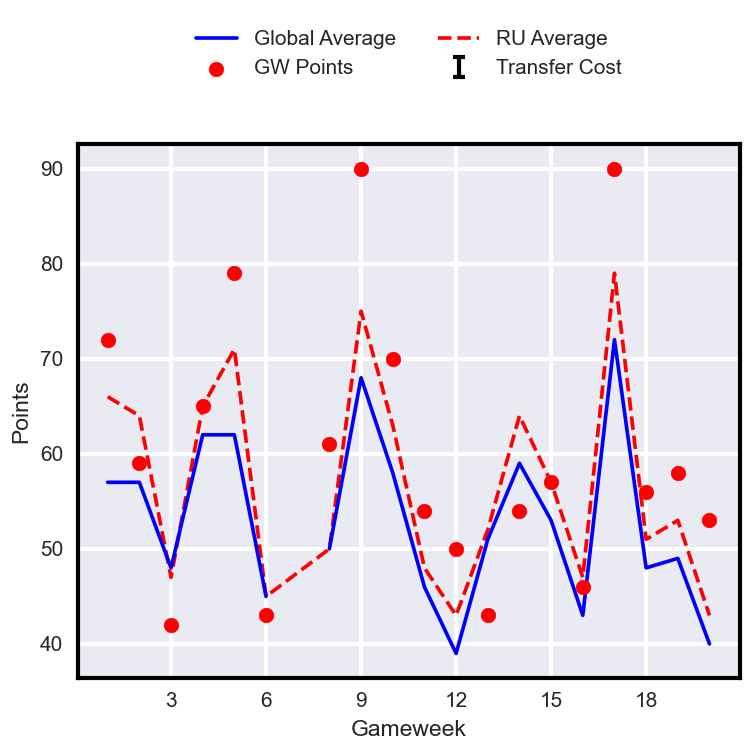 Global Average
RU Average
GW Points
Transfer Cost
90
80
70
60
50
40
Points
3
6
9
12
15
18
Gameweek